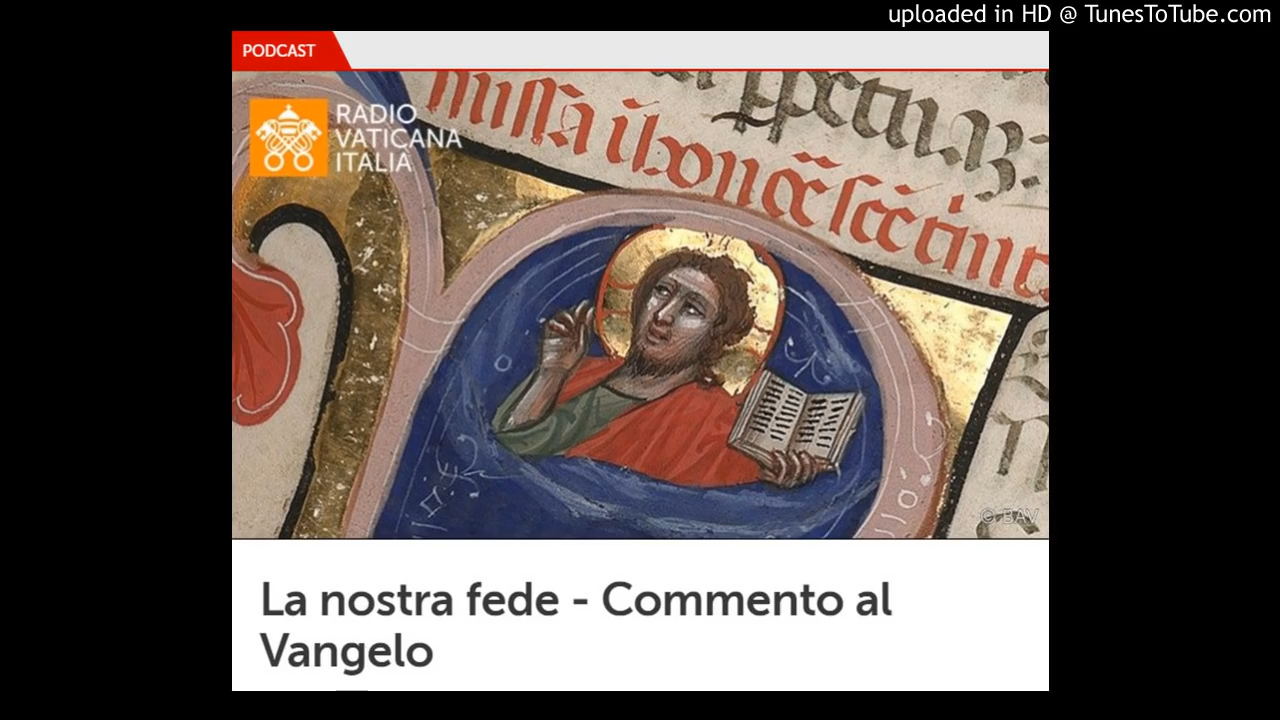 uploaded in HD @ TunesToTube.com
PODCAST
RADIO
VATICANA
ITALIA
© BAV
La nostra fede - Commento al
Vangelo